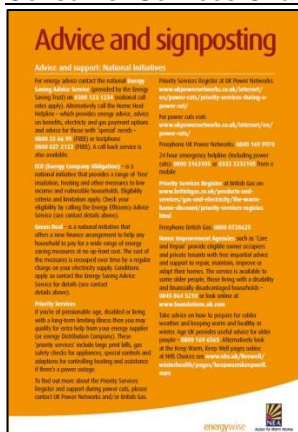 Advice and signposting
Advice and support: National Initiatives
For energy advice contact the national Energy
Saving Advice Service (provided by the Energy
Saving Trust) on 0300 123 1234 (national call
rates apply). Alternatively call the Home Heat
Helpline – which provides energy advice, advice
on benefits, electricity and gas payment options
and advice for those with 'special' needs –
0800 33 66 99 (FREE) or textphone
0800 027 2122 (FREE). A call back service is
also available.
ECO (Energy Company Obligation) – is a
national initiative that provides a range of 'free'
insulation, heating and other measures to low
income and vulnerable households. Eligibility
criteria and limitation apply. Check your
eligibility by calling the Energy Efficiency Advice
Service (see contact details above).
Green Deal – is a national initiative that
offers a new finance arrangement to help any
household to pay for a wide range of energy
saving measures at no up-front cost. The cost of
the measures is recouped over time by a regular
charge on your electricity supply. Conditions
apply so contact the Energy Saving Advice
Service for details (see contact
details above).
Priority Services
If you're of pensionable age, disabled or living
with a long-term limiting illness then you may
qualify for extra help from your energy supplier
(or energy Distribution Company). These
'priority services' include large print bills, gas
safety checks for appliances, special controls and
adaptors for controlling heating and assistance
if there's a power outage.
To find out more about the Priority Services
Register and support during power cuts, please
contact UK Power Networks and/or British Gas.
Priority Services Register at UK Power Networks:
www.ukpowernetworks.co.uk/internet/
en/power-cuts/priority-services-during-a-
power-cut/
For power cuts visit:
www.ukpowernetworks.co.uk/internet/en/
power-cuts/
Freephone UK Power Networks: 0800 169 9970
24 hour emergency helpline (including power
cuts): 0800 3163105 or 0333 3232105 from a
mobile
Priority Services Register at British Gas on:
www.britishgas.co.uk/products-and-
services/gas-and-electricity/the-warm-
home-discount/priority-services-register.
html
Freephone British Gas: 0800 0728625
Home Improvement Agencies, such as 'Care
and Repair' provide eligible owner occupiers
and private tenants with free impartial advice
and support to repair, maintain, improve or
adapt their homes. The service is available to
some older people, those living with a disability
and financially disadvantaged households –
0845 864 5210 or look online at
www.foundations.uk.com
Take advice on how to prepare for colder
weather and keeping warm and healthy in
winter. Age UK provides useful advice for older
people – 0800 169 6565. Alternatively look
at the Keep Warm, Keep Well pages online
at NHS Choices see www.nhs.uk/livewell/
winterhealth/pages/keepwarmkeepwell.
aspx
energywise
NEA
Action for Warm Homes